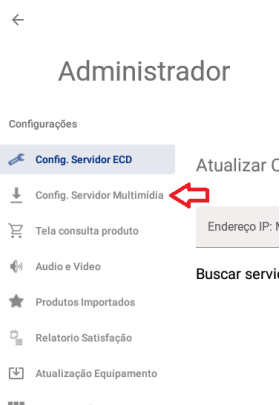 Administrador
Configurações
Config. Servidor ECD
Atualizar
Config. Servidor Multimídia
Tela consulta produto
Endereço IP:
Audio e Video
Buscar
Produtos Importados
Relatorio Satisfação
Atualização Equipamento